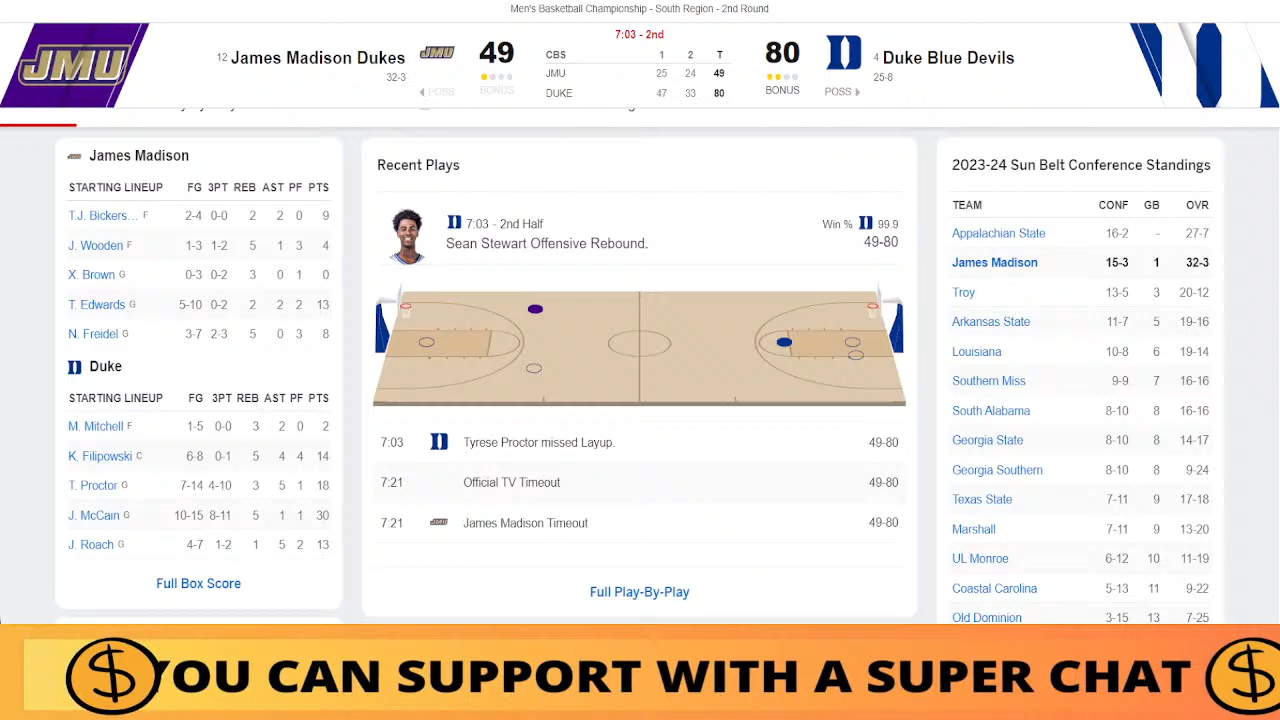 Men's Basketball Championship - South Region - 2nd Round
JMU
12 James Madison Dukes
32-3
JMU
49
POSS
BONUS
7:03 - 2nd
CBS 1 2 T
JMU 25 24 49
DUKE 47 33 80
80
BONUS
4 Duke Blue Devils
25-8
POSS
James Madison
STARTING LINEUP FG 3PT REB AST PF PTS
T.J. Bickers... F 2-4 0-0 2 2 0 9
J. Wooden F 1-3 1-2 5 1 3 4
X. Brown G 0-3 0-2 3 0 1 0
T. Edwards G 5-10 0-2 2 2 2 13
N. Freidel G 3-7 2-3 5 0 3 8
Duke
STARTING LINEUP FG 3PT REB AST PF PTS
M. Mitchell F 1-5 0-0 3 2 0 2
K. Filipowski C 6-8 0-1 5 4 4 14
T. Proctor G 7-14 4-10 3 5 1 18
J. McCain G 10-15 8-11 5 1 1 30
J. Roach G 4-7 1-2 1 5 2 13
Full Box Score
Recent Plays
7:03 - 2nd Half
Sean Stewart Offensive Rebound.
Win % 99.9
49-80
7:03 Tyrese Proctor missed Layup. 49-80
7:21 Official TV Timeout 49-80
7:21 JMU James Madison Timeout 49-80
Full Play-By-Play
2023-24 Sun Belt Conference Standings
TEAM CONF GB OVR
Appalachian State 16-2 - 27-7
James Madison 15-3 1 32-3
Troy 13-5 3 20-12
Arkansas State 11-7 5 19-16
Louisiana 10-8 6 19-14
Southern Miss 9-9 7 16-16
South Alabama 8-10 8 16-16
Georgia State 8-10 8 14-17
Georgia Southern 8-10 8 9-24
Texas State 7-11 9 17-18
Marshall 7-11 9 13-20
UL Monroe 6-12 10 11-19
Coastal Carolina 5-13 11 9-22
Old Dominion 3-15 13 7-25
$ YOU CAN SUPPORT WITH A SUPER CHAT $